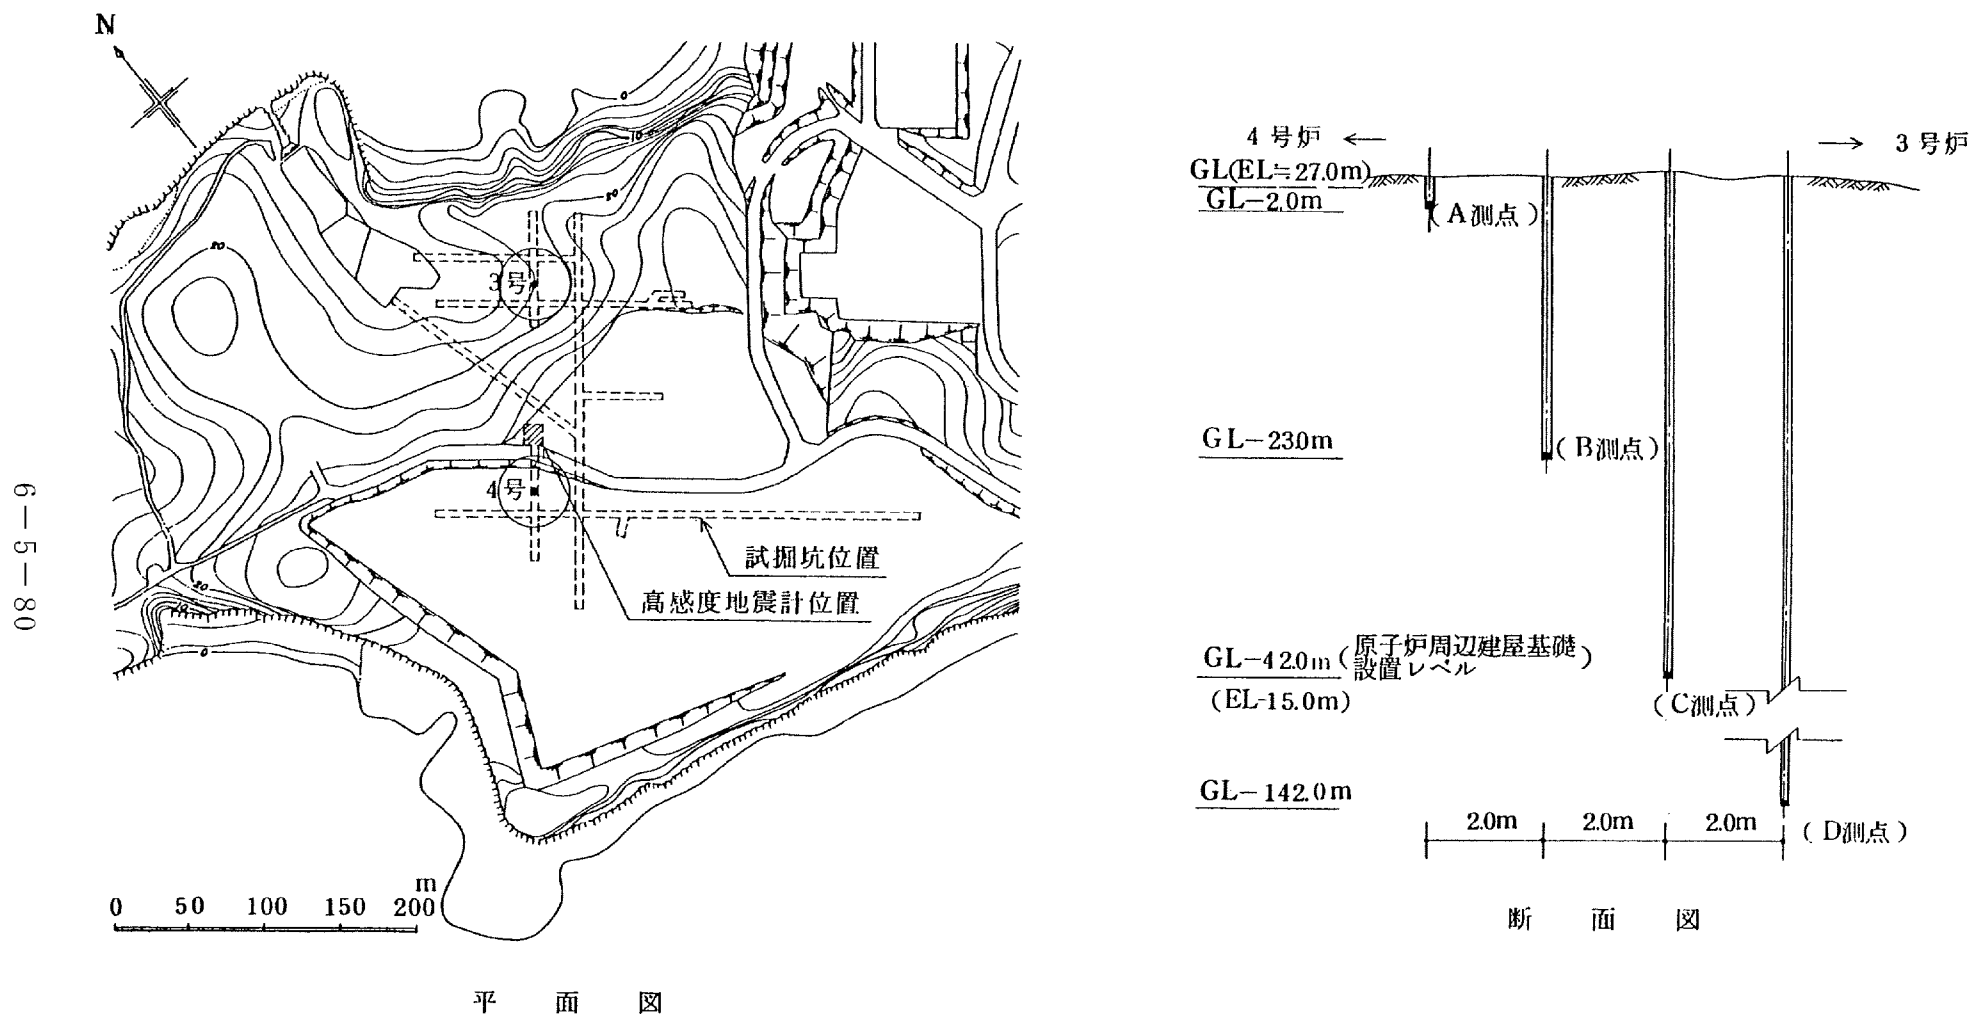 N
0
10
20
20
3号
4号
試掘坑位置
高感度地震計位置
20
10
0
m
0 50 100 150 200
平面図
6-5-80
4号炉 ← → 3号炉
GL(EL≒27.0m)
GL-2.0m
(A測点)
GL-23.0m
(B測点)
GL-42.0m(原子炉周辺建屋基礎
設置レベル)
(EL-15.0m)
(C測点)
GL-142.0m
2.0m 2.0m 2.0m
(D測点)
断面図